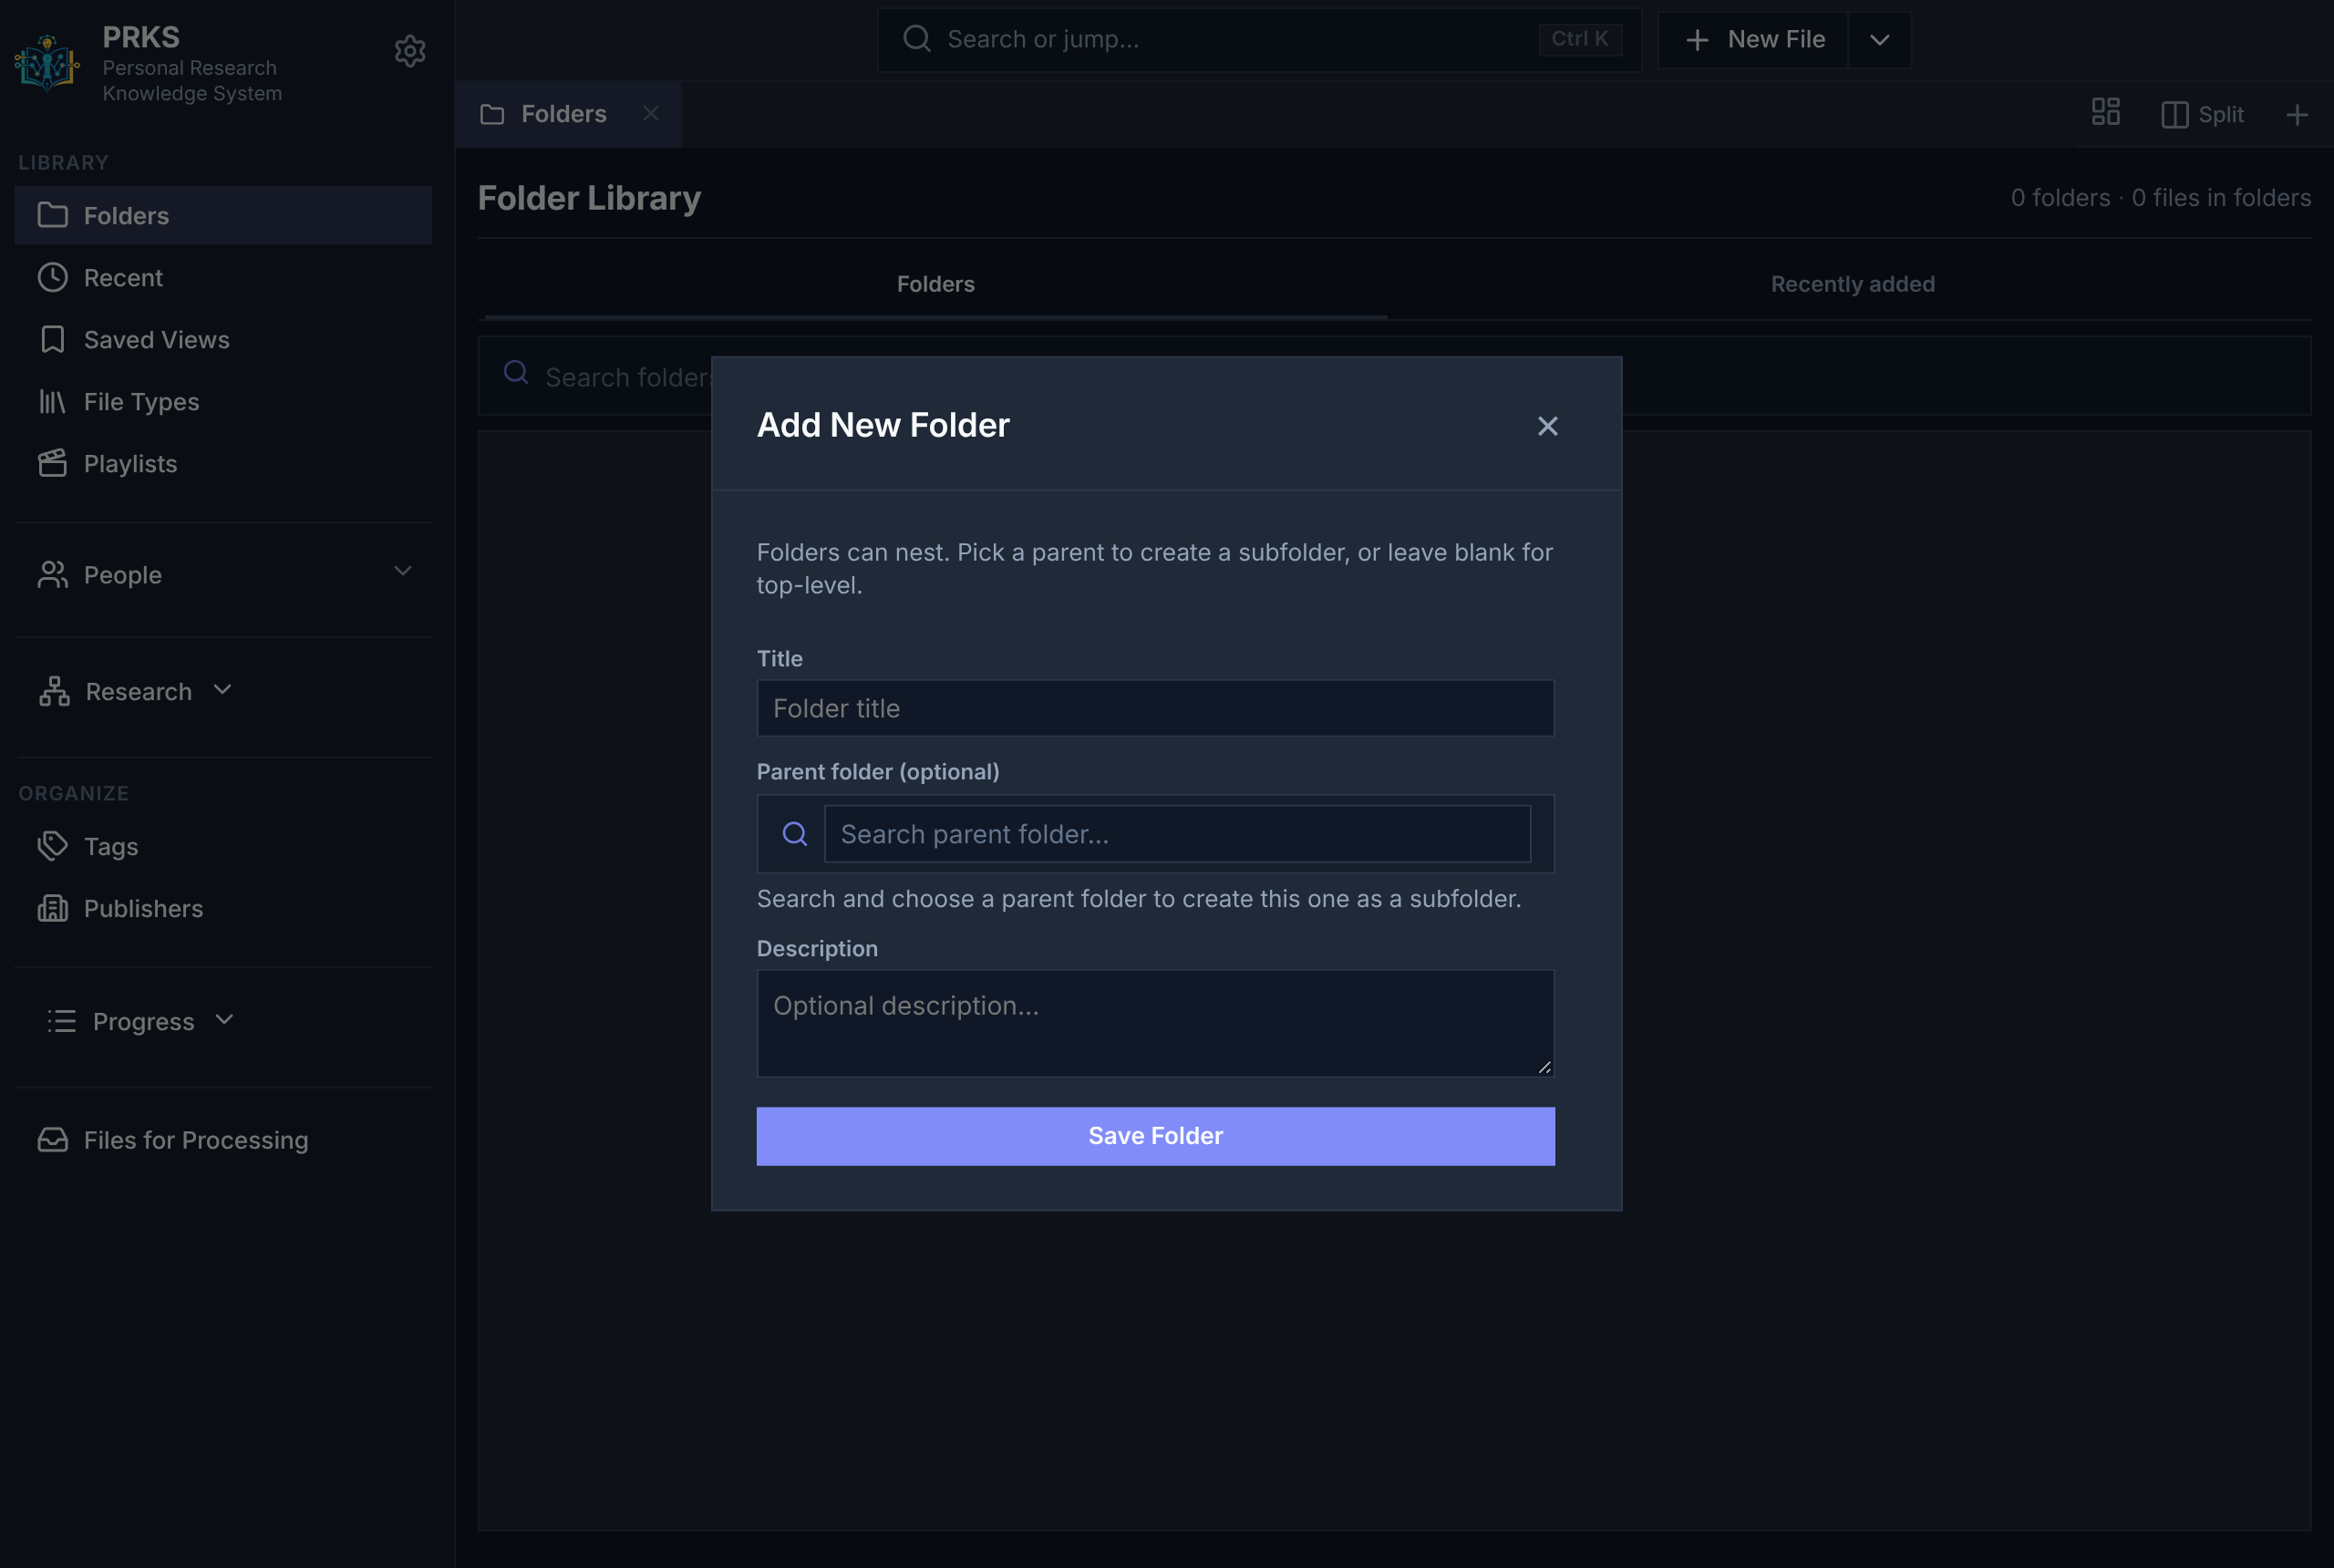 PRKS
Personal Research
Knowledge System
Search or jump...
Ctrl K
New File
Folders
Split
LIBRARY
Folders
Recent
Saved Views
File Types
Playlists
People
Research
ORGANIZE
Tags
Publishers
Progress
Files for Processing
Folder Library
0 folders · 0 files in folders
Folders
Recently added
Search folders
Add New Folder
Folders can nest. Pick a parent to create a subfolder, or leave blank for
top-level.
Title
Folder title
Parent folder (optional)
Search parent folder...
Search and choose a parent folder to create this one as a subfolder.
Description
Optional description...
Save Folder